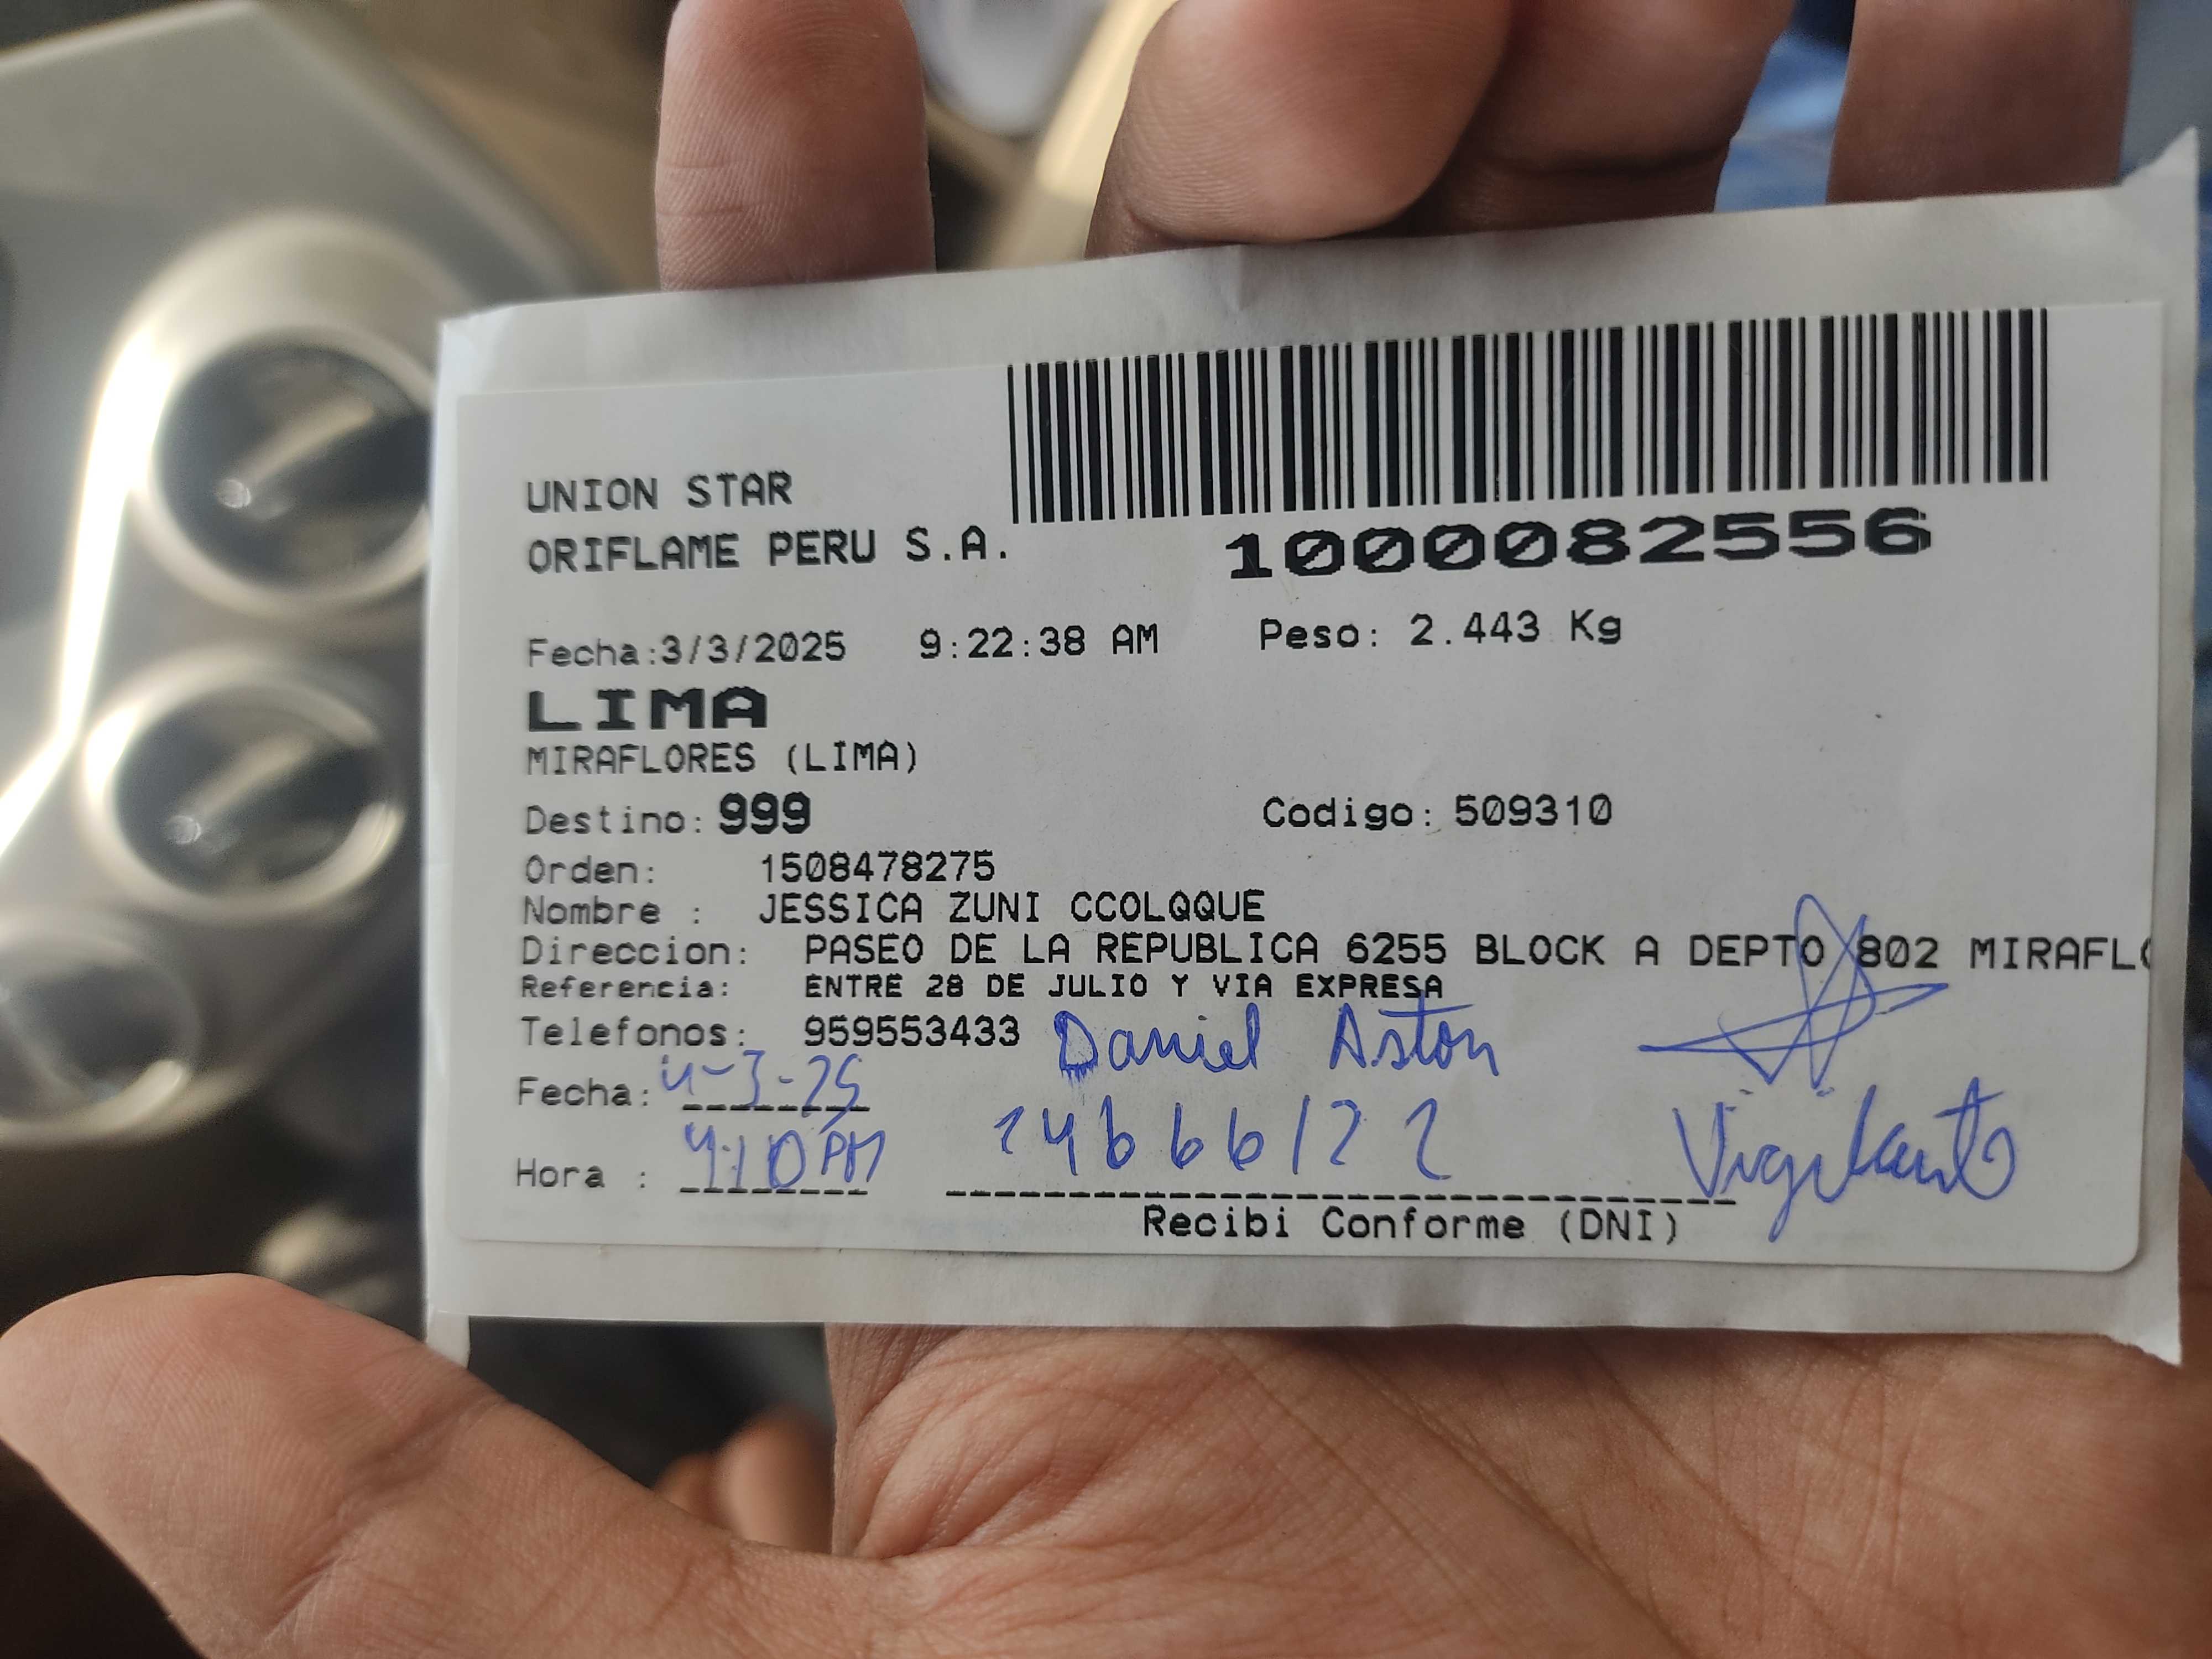 UNION STAR
ORIFLAME PERU S.A.
1000082556
Fecha:3/3/2025 9:22:38 AM Peso: 2.443 Kg
LIMA
MIRAFLORES (LIMA)
Destino: 999 Codigo: 509310
Orden: 1508478275
Nombre : JESSICA ZUNI CCOLQQUE
Direccion: PASEO DE LA REPUBLICA 6255 BLOCK A DEPTO 802 MIRAFLO
Referencia: ENTRE 28 DE JULIO Y VIA EXPRESA
Telefonos: 959553433 Daniel Aston
Fecha: 4-3-25
Hora : 4:10 PM Vigilante
Recibi Conforme (DNI)